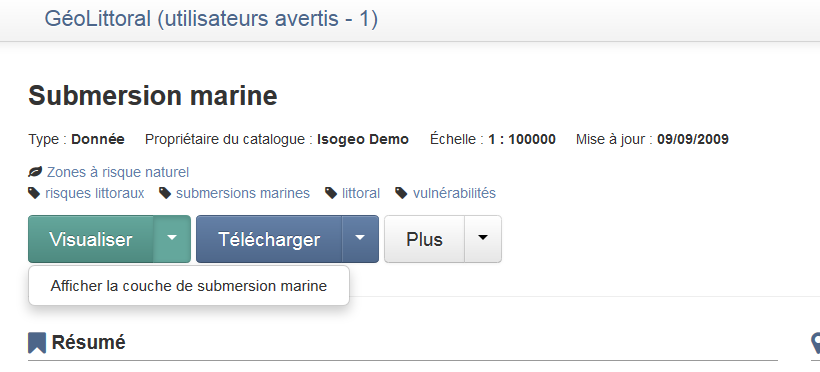 GéoLittoral (utilisateurs avertis - 1)
Submersion marine
Type : Donnée Propriétaire du catalogue : Isogeo Demo Échelle : 1 : 100000 Mise à jour : 09/09/2009
Zones à risque naturel
risques littoraux submersions marines littoral vulnérabilités
Visualiser Télécharger Plus
Afficher la couche de submersion marine
Résumé